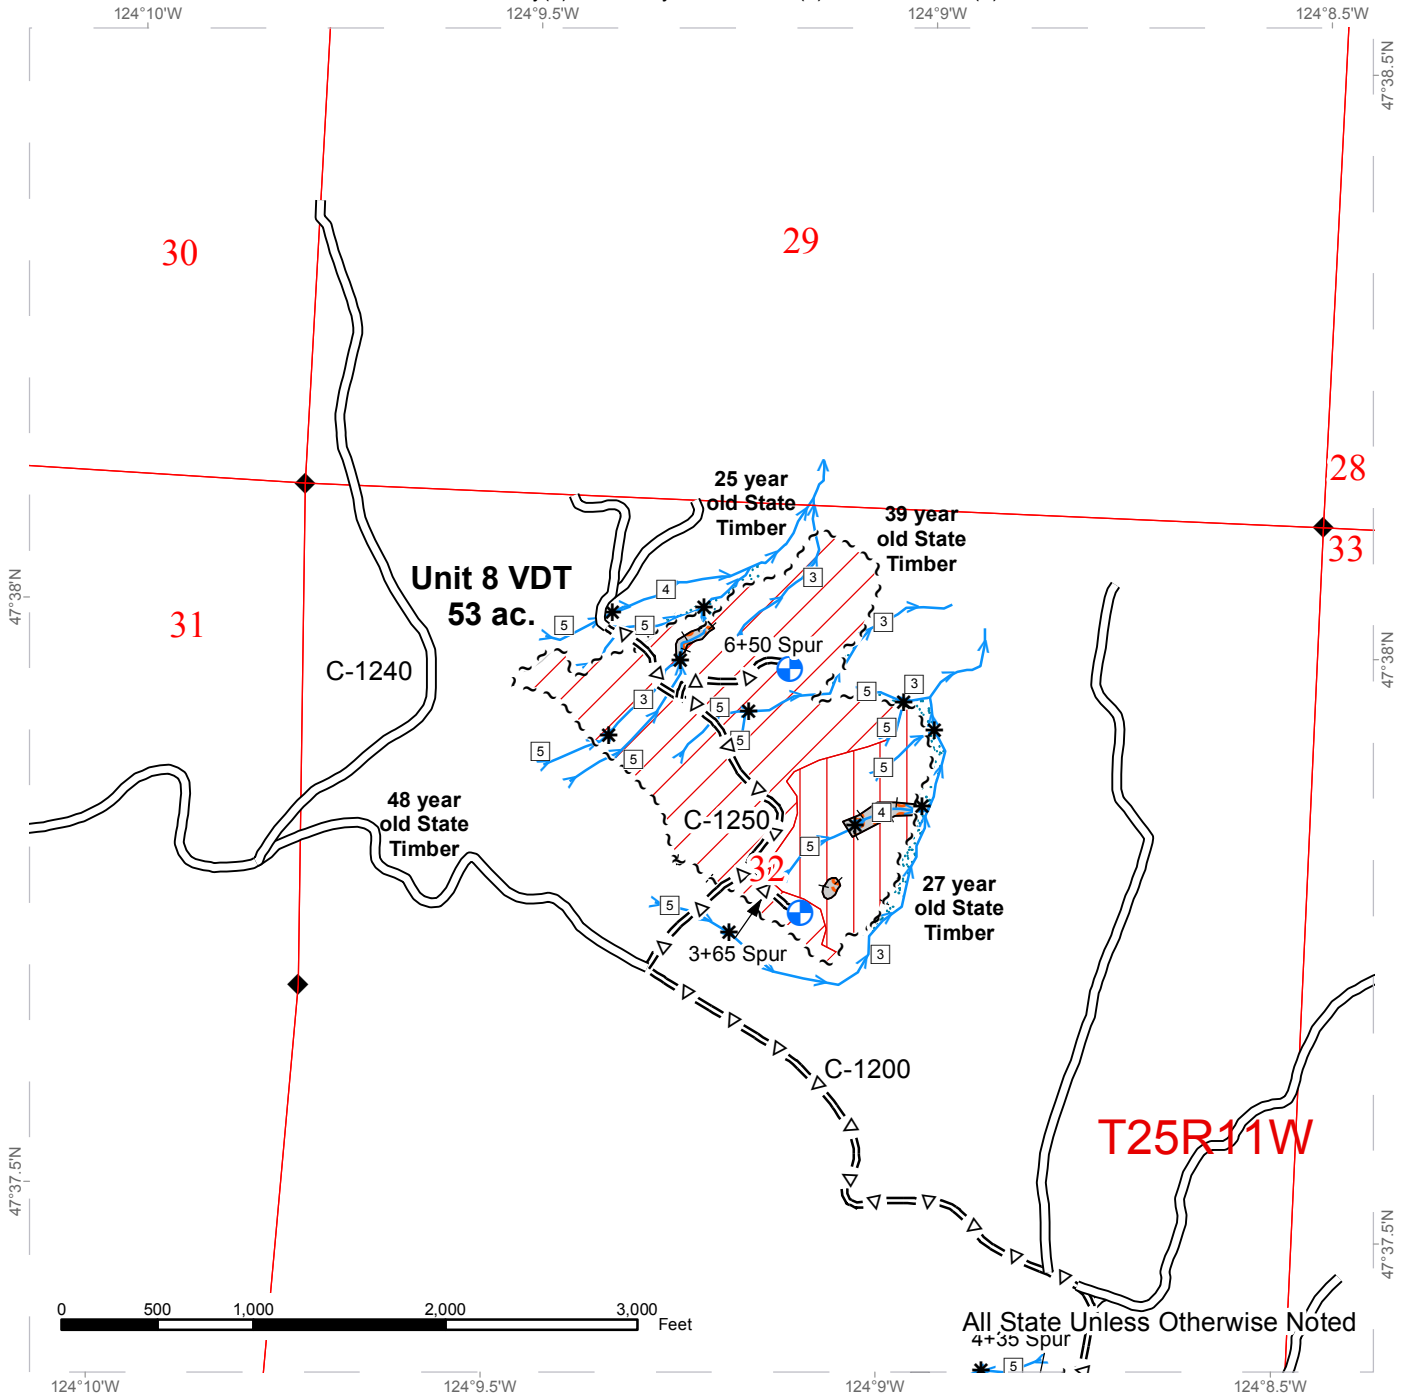 124°10'W
124°9.5'W
124°9'W
124°8.5'W
47°38.5'N
30
29
28
25 year
old State
Timber
39 year
old State
Timber
33
Unit 8 VDT
53 ac.
47°38'N
31
C-1240
4
3
5
5
3
6+50 Spur
47°38'N
3
5
3
5
5
5
5
5
5
48 year
old State
Timber
C-1250
4
5
32
27 year
old State
Timber
5
3+65 Spur
3
C-1200
T25R11W
47°37.5'N
47°37.5'N
0 500 1,000 2,000 3,000
Feet
All State Unless Otherwise Noted
4+35 Spur
5
124°10'W
124°9.5'W
124°9'W
124°8.5'W